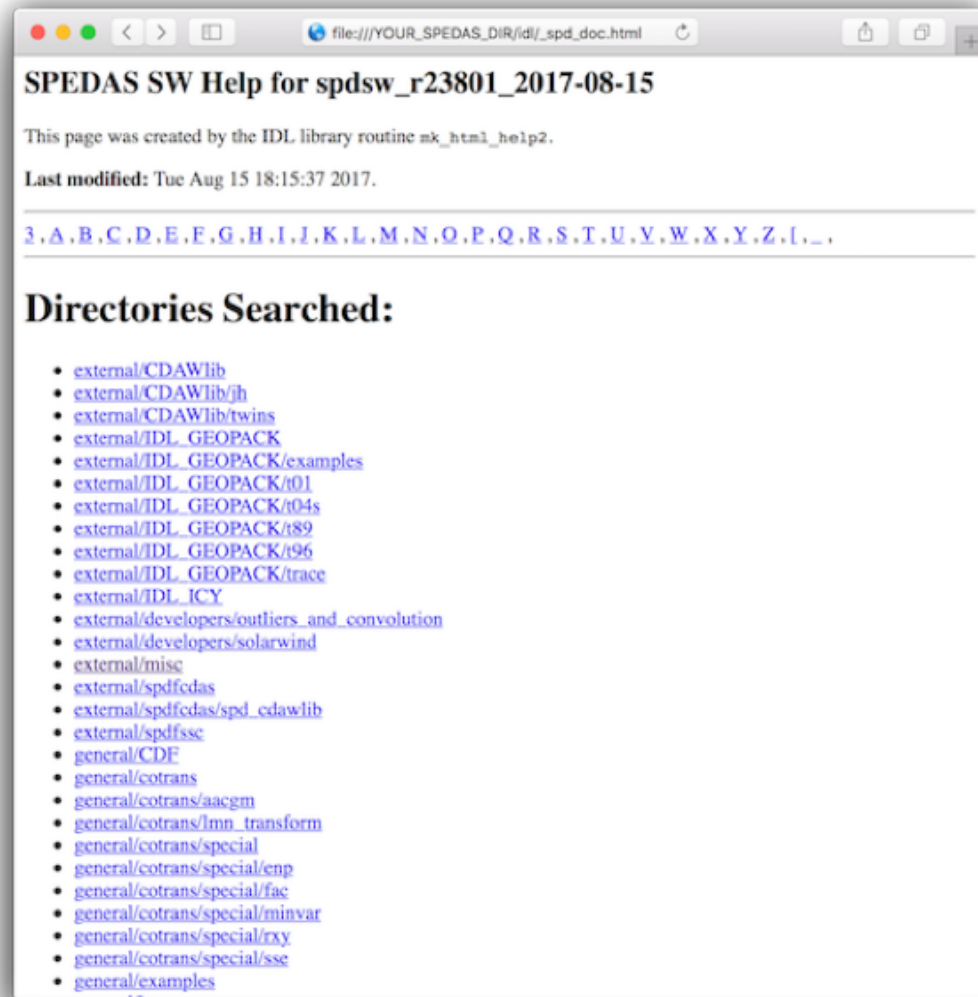 file:///YOUR_SPEDAS_DIR/idl/_spd_doc.html
SPEDAS SW Help for spdsw_r23801_2017-08-15
This page was created by the IDL library routine mk_html_help2.
Last modified: Tue Aug 15 18:15:37 2017.
3 , A , B , C , D , E , F , G , H , I , J , K , L , M , N , O , P , Q , R , S , T , U , V , W , X , Y , Z , [ , _ ,
Directories Searched:
• external/CDAWlib
• external/CDAWlib/jh
• external/CDAWlib/twins
• external/IDL_GEOPACK
• external/IDL_GEOPACK/examples
• external/IDL_GEOPACK/t01
• external/IDL_GEOPACK/t04s
• external/IDL_GEOPACK/t89
• external/IDL_GEOPACK/t96
• external/IDL_GEOPACK/trace
• external/IDL_ICY
• external/developers/outliers_and_convolution
• external/developers/solarwind
• external/misc
• external/spdfcdas
• external/spdfcdas/spd_cdawlib
• external/spdfssc
• general/CDF
• general/cotrans
• general/cotrans/aacgm
• general/cotrans/lmn_transform
• general/cotrans/special
• general/cotrans/special/enp
• general/cotrans/special/fac
• general/cotrans/special/minvar
• general/cotrans/special/rxy
• general/cotrans/special/sse
• general/examples